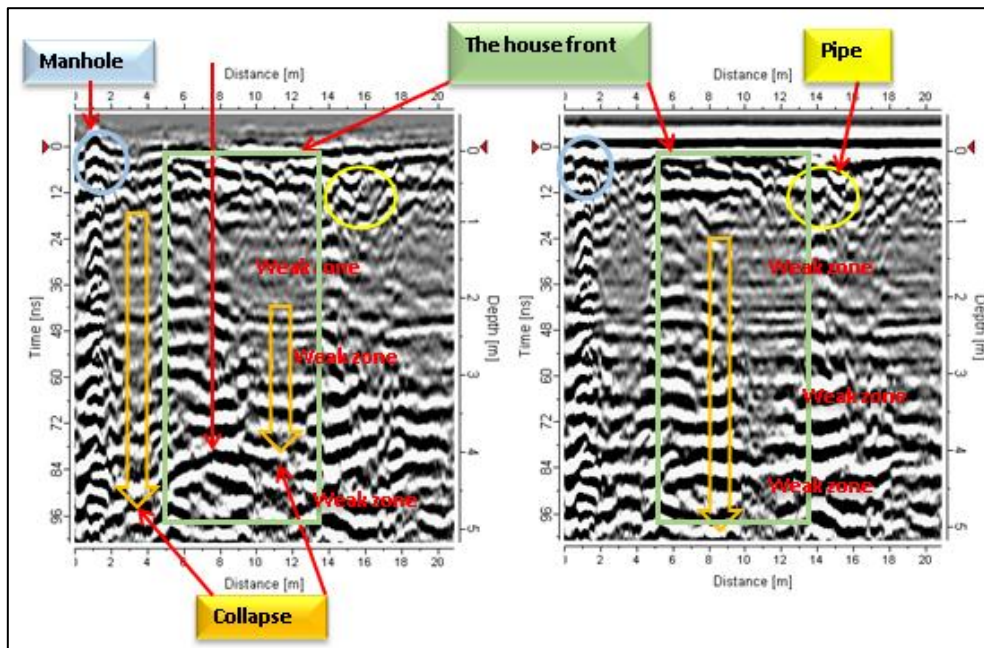 Manhole
The house front
Pipe
Distance [m]
0 2 4 6 8 10 12 14 16 18 20
0
12
24
36
48
60
72
84
96
Time [ns]
0
1
2
3
4
5
Depth [m]
Weak zone
Weak zone
Weak zone
0 2 4 6 8 10 12 14 16 18 20
Distance [m]
Distance [m]
0 2 4 6 8 10 12 14 16 18 20
0
12
24
36
48
60
72
84
96
Time [ns]
0
1
2
3
4
5
Depth [m]
Weak zone
Weak zone
Weak zone
0 2 4 6 8 10 12 14 16 18 20
Distance [m]
Collapse